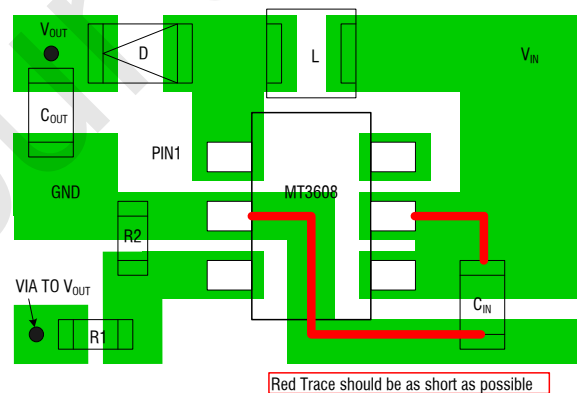 VOUT
D
L
VIN
COUT
PIN1
GND
MT3608
R2
VIA TO VOUT
CIN
R1
Red Trace should be as short as possible